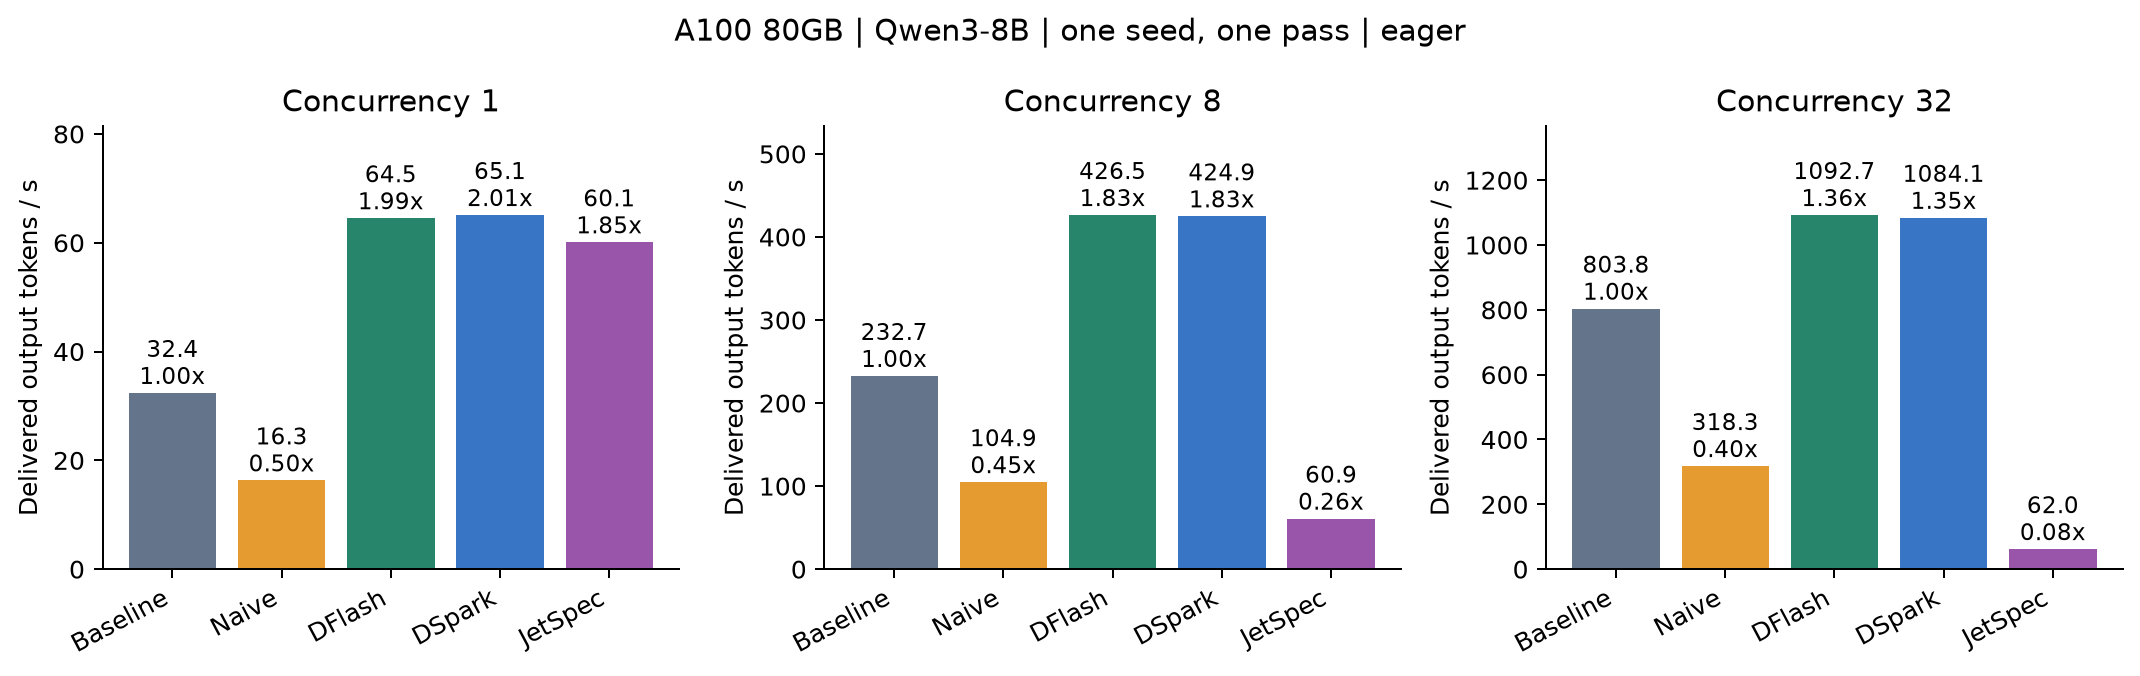 A100 80GB | Qwen3-8B | one seed, one pass | eager
Concurrency 1
Delivered output tokens / s
80
60
40
20
0
32.4
1.00x
16.3
0.50x
64.5
1.99x
65.1
2.01x
60.1
1.85x
Baseline
Naive
DFlash
DSpark
JetSpec
Concurrency 8
Delivered output tokens / s
500
400
300
200
100
0
232.7
1.00x
104.9
0.45x
426.5
1.83x
424.9
1.83x
60.9
0.26x
Baseline
Naive
DFlash
DSpark
JetSpec
Concurrency 32
Delivered output tokens / s
1200
1000
800
600
400
200
0
803.8
1.00x
318.3
0.40x
1092.7
1.36x
1084.1
1.35x
62.0
0.08x
Baseline
Naive
DFlash
DSpark
JetSpec